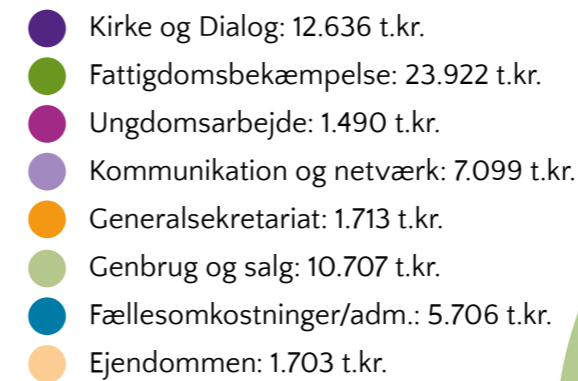 Kirke og Dialog: 12.636 t.kr.
Fattigdomsbekæmpelse: 23.922 t.kr.
Ungdomsarbejde: 1.490 t.kr.
Kommunikation og netværk: 7.099 t.kr.
Generalsekretariat: 1.713 t.kr.
Genbrug og salg: 10.707 t.kr.
Fællesomkostninger/adm.: 5.706 t.kr.
Ejendommen: 1.703 t.kr.